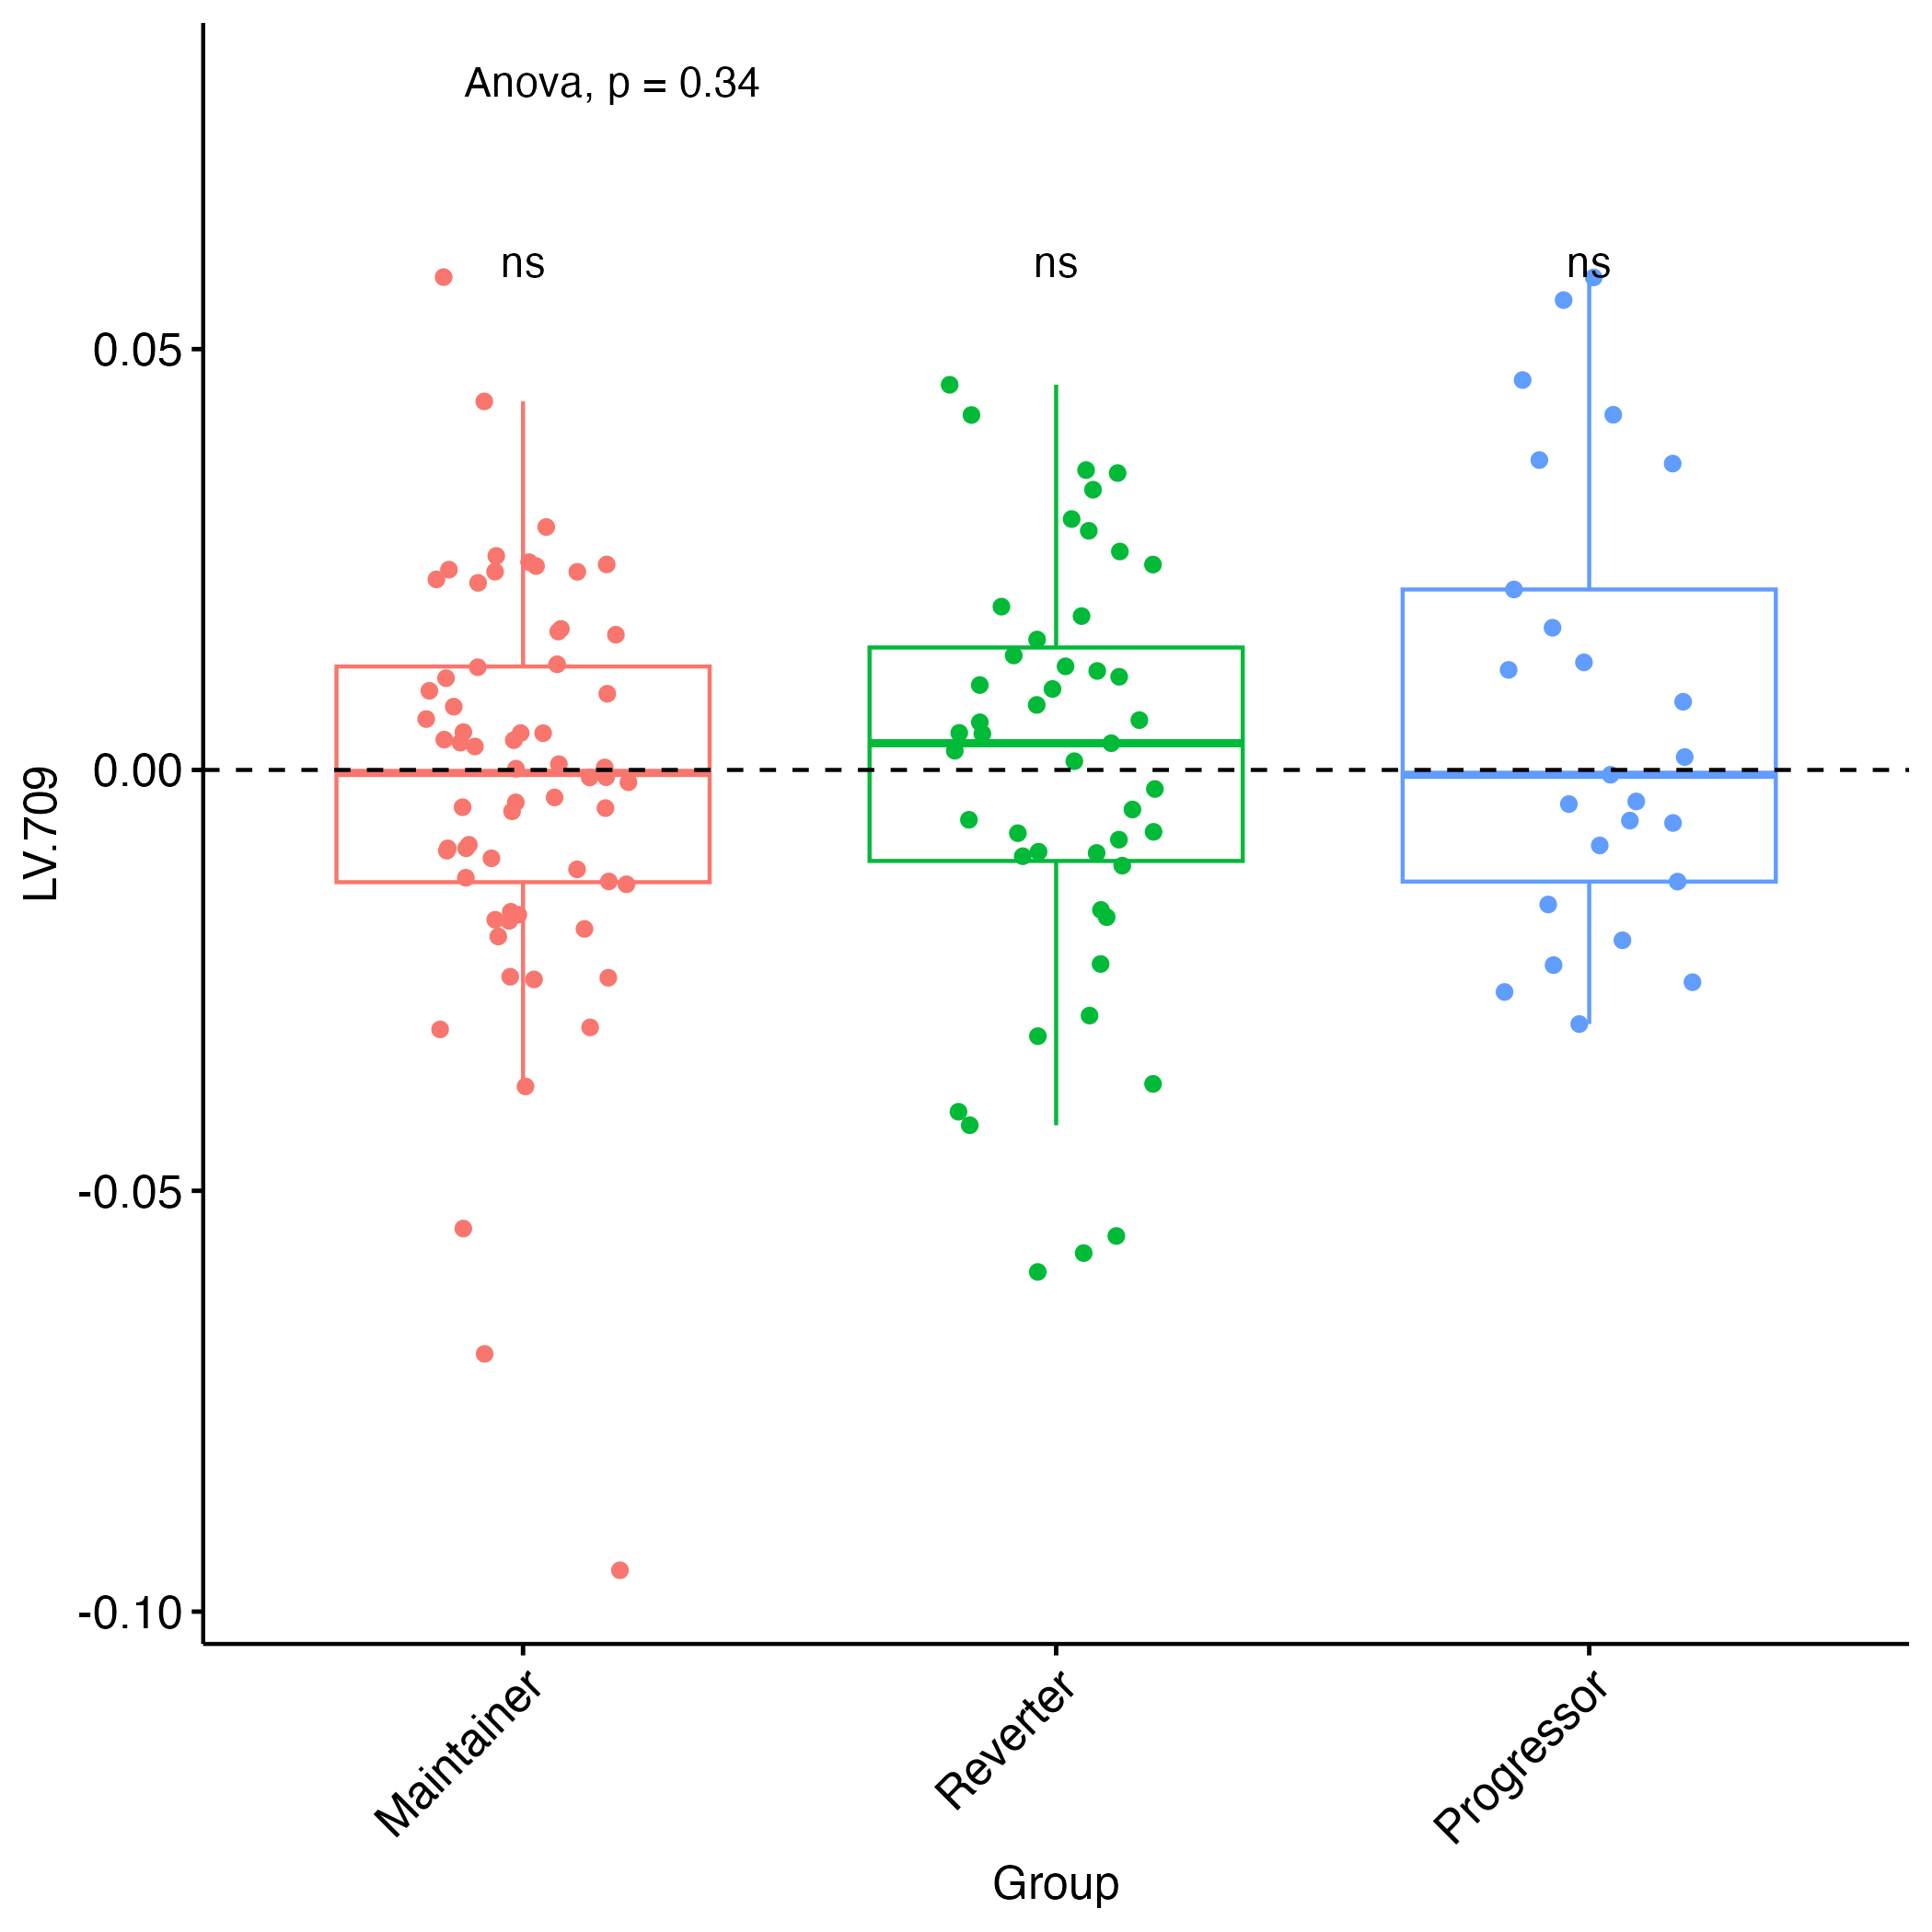 Anova, p = 0.34
ns ns ns
0.05
0.00
-0.05
-0.10
LV.709
Maintainer Reverter Progressor
Group